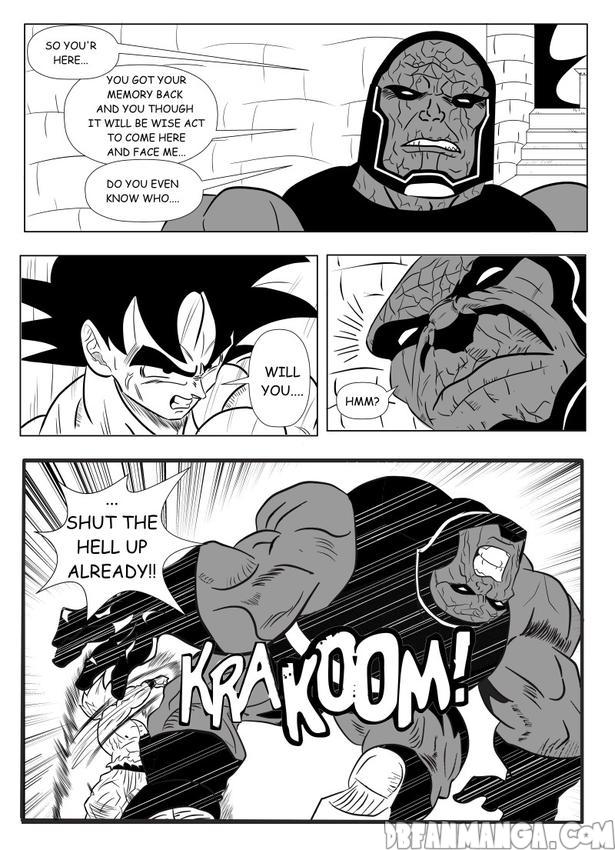 SO YOU'R
HERE...
YOU GOT YOUR
MEMORY BACK
AND YOU THOUGH
IT WILL BE WISE ACT
TO COME HERE
AND FACE ME...
DO YOU EVEN
KNOW WHO....
WILL
YOU....
HMM?
...
SHUT THE
HELL UP
ALREADY!!
KRAKOOM!
DBFANMANGA.COM